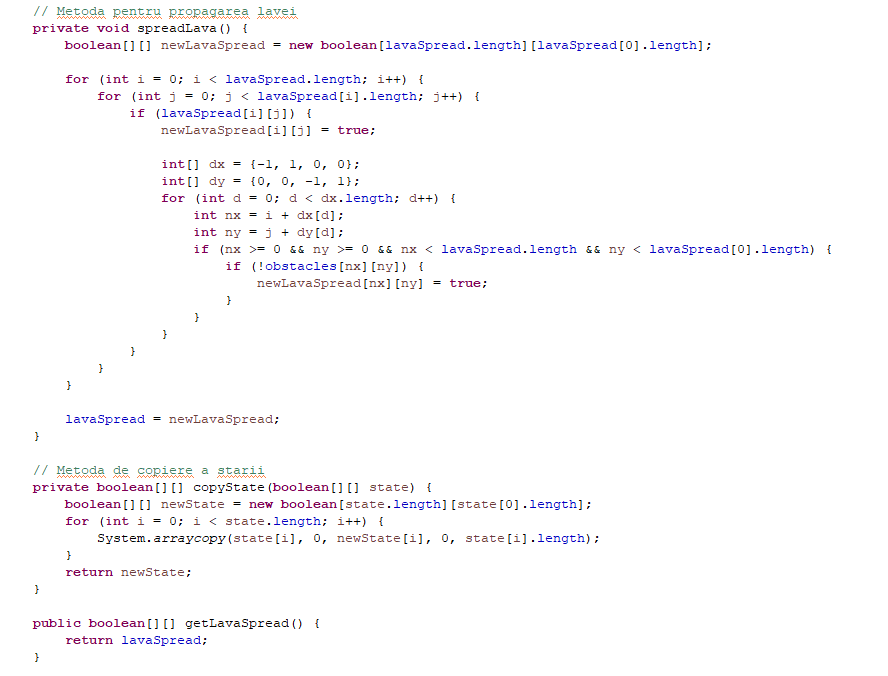 // Metoda pentru propagarea lavei
private void spreadLava() {
    boolean[][] newLavaSpread = new boolean[lavaSpread.length][lavaSpread[0].length];

    for (int i = 0; i < lavaSpread.length; i++) {
        for (int j = 0; j < lavaSpread[i].length; j++) {
            if (lavaSpread[i][j]) {
                newLavaSpread[i][j] = true;

                int[] dx = {-1, 1, 0, 0};
                int[] dy = {0, 0, -1, 1};
                for (int d = 0; d < dx.length; d++) {
                    int nx = i + dx[d];
                    int ny = j + dy[d];
                    if (nx >= 0 && ny >= 0 && nx < lavaSpread.length && ny < lavaSpread[0].length) {
                        if (!obstacles[nx][ny]) {
                            newLavaSpread[nx][ny] = true;
                        }
                    }
                }
            }
        }
    }

    lavaSpread = newLavaSpread;
}

// Metoda de copiere a starii
private boolean[][] copyState(boolean[][] state) {
    boolean[][] newState = new boolean[state.length][state[0].length];
    for (int i = 0; i < state.length; i++) {
        System.arraycopy(state[i], 0, newState[i], 0, state[i].length);
    }
    return newState;
}

public boolean[][] getLavaSpread() {
    return lavaSpread;
}